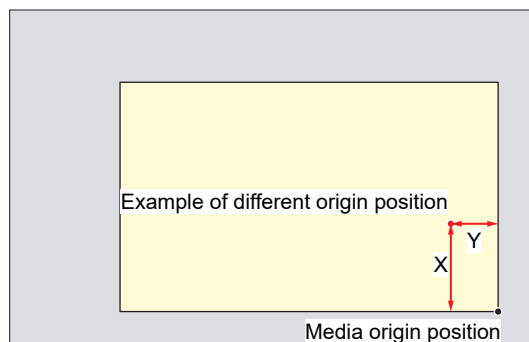 Example of different origin position
Y
X
Media origin position